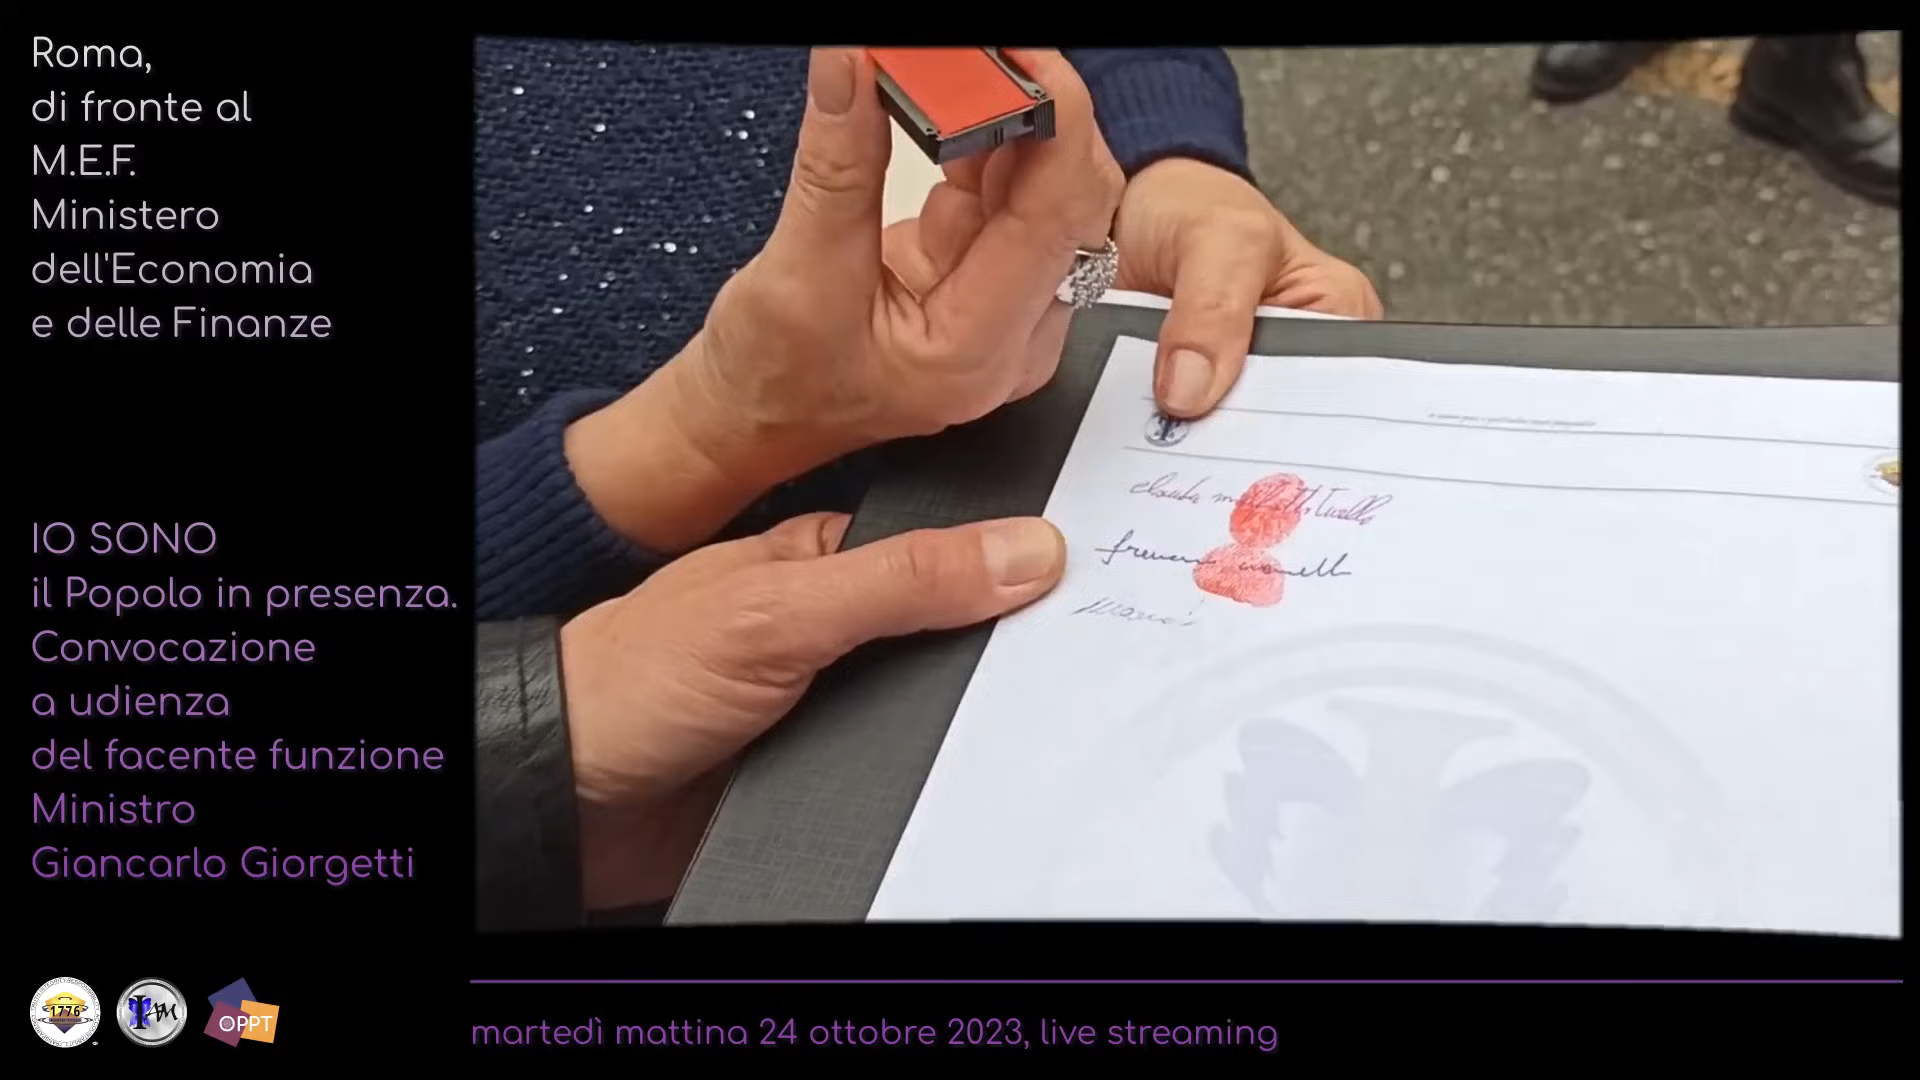 Roma,
di fronte al
M.E.F.
Ministero
dell'Economia
e delle Finanze
IO SONO
il Popolo in presenza.
Convocazione
a udienza
del facente funzione
Ministro
Giancarlo Giorgetti
1776
I AM
OPPT
martedì mattina 24 ottobre 2023, live streaming